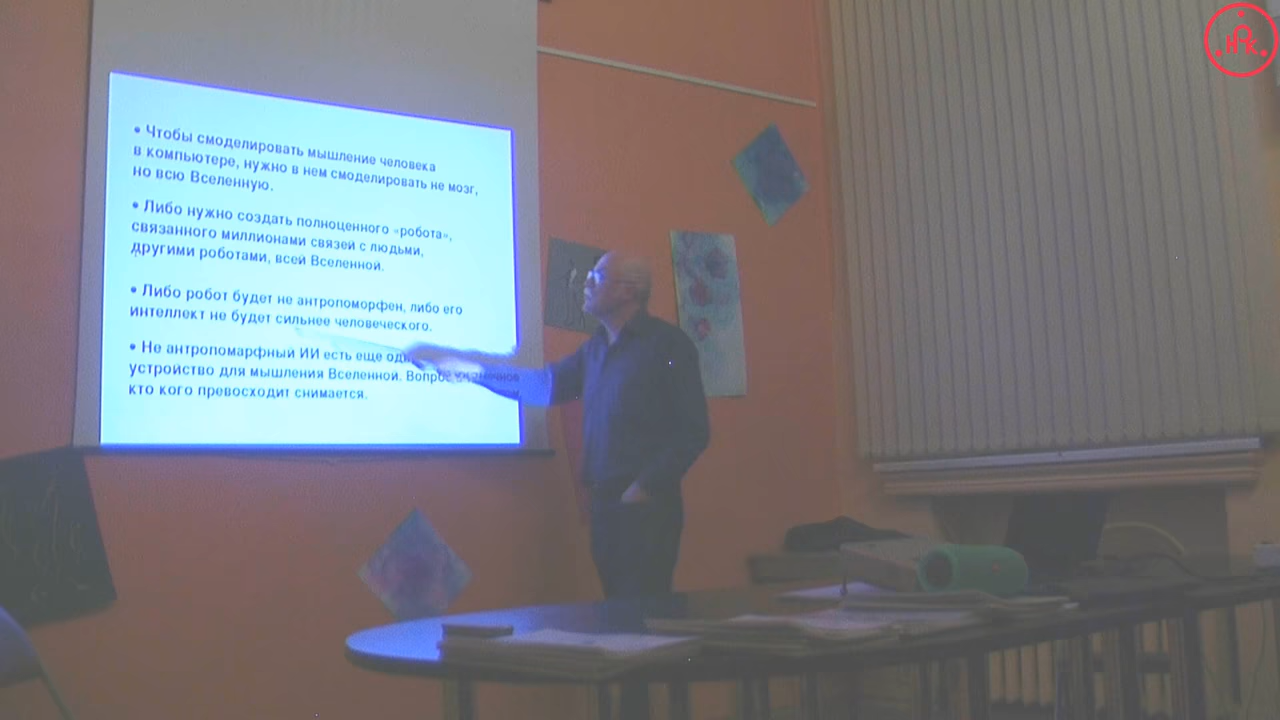 • Чтобы смоделировать мышление человека
в компьютере, нужно в нем смоделировать не мозг,
но всю Вселенную.
• Либо нужно создать полноценного «робота»,
связанного миллионами связей с людьми,
другими роботами, всей Вселенной.
• Либо робот будет не антропоморфен, либо его
интеллект не будет сильнее человеческого.
• Не антропомарфный ИИ есть еще
устройство для мышления Вселенной.
кто кого превосходит снимается.